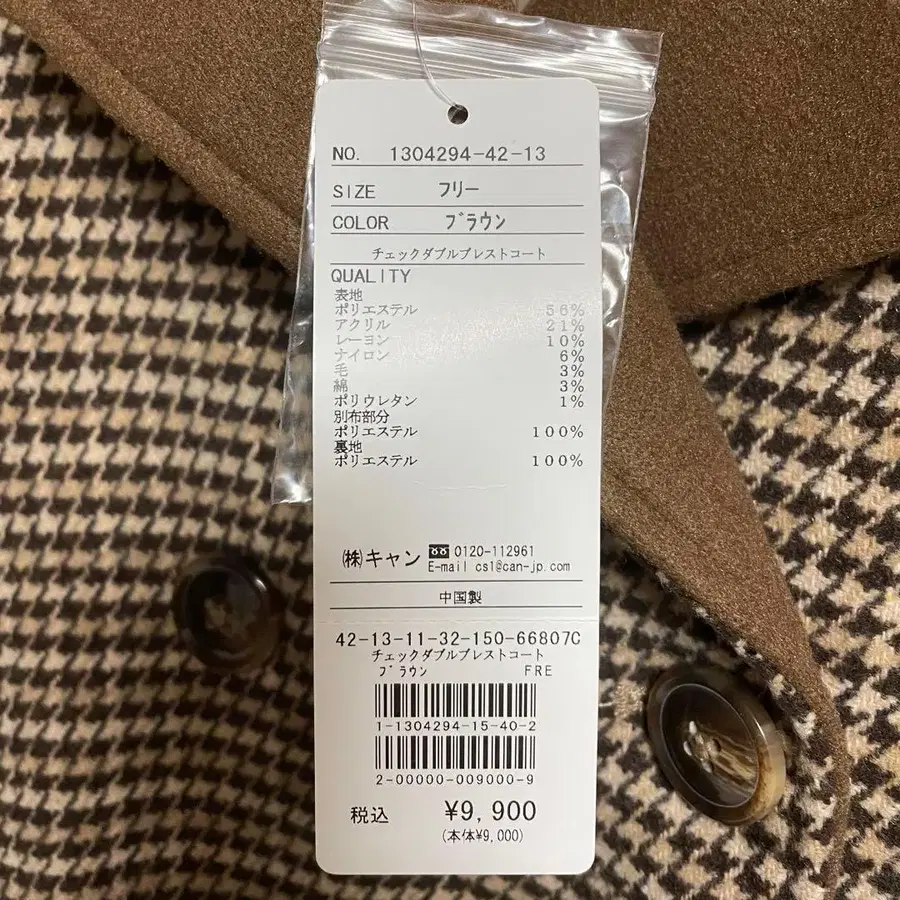 NO. 1304294-42-13
SIZE フリー
COLOR ブラウン
チェックダブルブレストコート
QUALITY
表地
ポリエステル 56%
アクリル 21%
レーヨン 10%
ナイロン 6%
毛 3%
綿 3%
ポリウレタン 1%
別布部分
ポリエステル 100%
裏地
ポリエステル 100%
㈱キャン 0120-112961
E-mail cs1@can-jp.com
中国製
42-13-11-32-150-66807C
チェックダブルブレストコート
ブラウン FRE
1-1304294-15-40-2
2-00000-009000-9
税込 ¥9,900
(本体¥9,000)